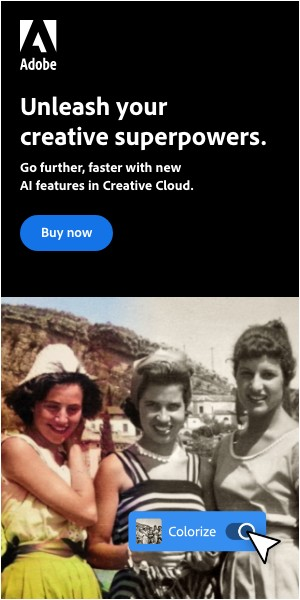 Adobe
Unleash your
creative superpowers.
Go further, faster with new
AI features in Creative Cloud.
Buy now
Colorize